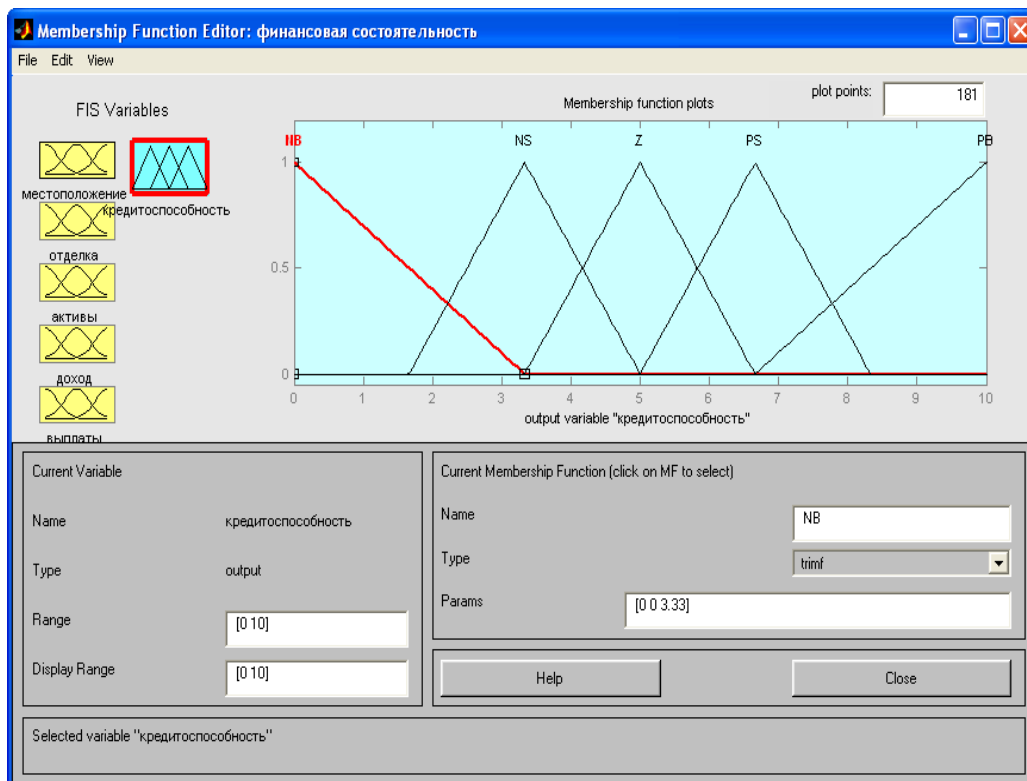 Membership Function Editor: финансовая состоятельность
File Edit View
FIS Variables
местоположение
кредитоспособность
отделка
активы
доход
выплаты
Membership function plots
plot points:
181
NB NS Z PS PB
1
0.5
0
0 1 2 3 4 5 6 7 8 9 10
output variable "кредитоспособность"
Current Variable
Name кредитоспособность
Type output
Range [0 10]
Display Range [0 10]
Current Membership Function (click on MF to select)
Name NB
Type trimf
Params [0 0 3.33]
Help Close
Selected variable "кредитоспособность"